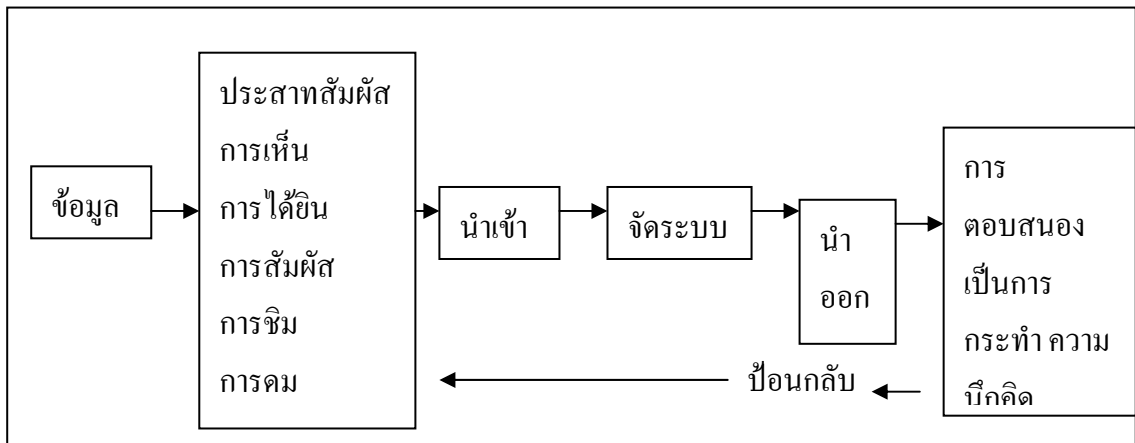 ข้อมูล
ประสาทสัมผัส
การเห็น
การได้ยิน
การสัมผัส
การชิม
การดม
นำเข้า
จัดระบบ
นำ
ออก
การ
ตอบสนอง
เป็นการ
กระทำ ความ
นึกคิด
ป้อนกลับ